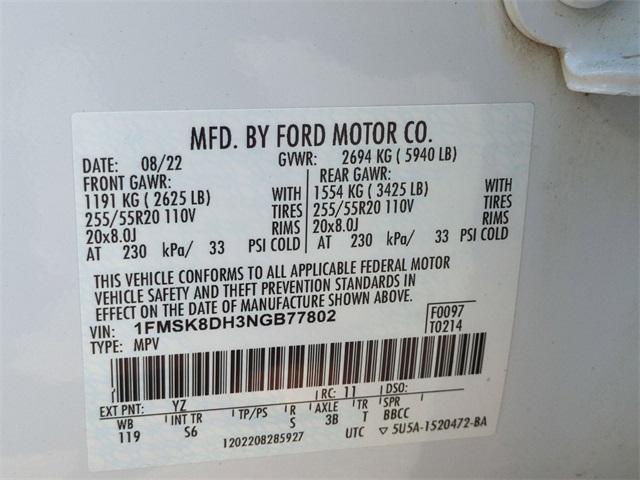 MFD. BY FORD MOTOR CO.
DATE: 08/22 GVWR: 2694 KG ( 5940 LB)
FRONT GAWR: REAR GAWR:
1191 KG ( 2625 LB) WITH 1554 KG ( 3425 LB) WITH
255/55R20 110V TIRES 255/55R20 110V TIRES
20x8.0J RIMS 20x8.0J RIMS
AT 230 kPa/ 33 PSI COLD AT 230 kPa/ 33 PSI COLD
THIS VEHICLE CONFORMS TO ALL APPLICABLE FEDERAL MOTOR
VEHICLE SAFETY AND THEFT PREVENTION STANDARDS IN
EFFECT ON THE DATE OF MANUFACTURE SHOWN ABOVE.
VIN: 1FMSK8DH3NGB77802 F0097
TYPE: MPV T0214
EXT PNT: YZ RC: 11 DSO:
WB INT TR TP/PS R AXLE TR SPR
119 S6 S 3B T BBCC
1202208285927 UTC ▽ 5U5A-1520472-BA